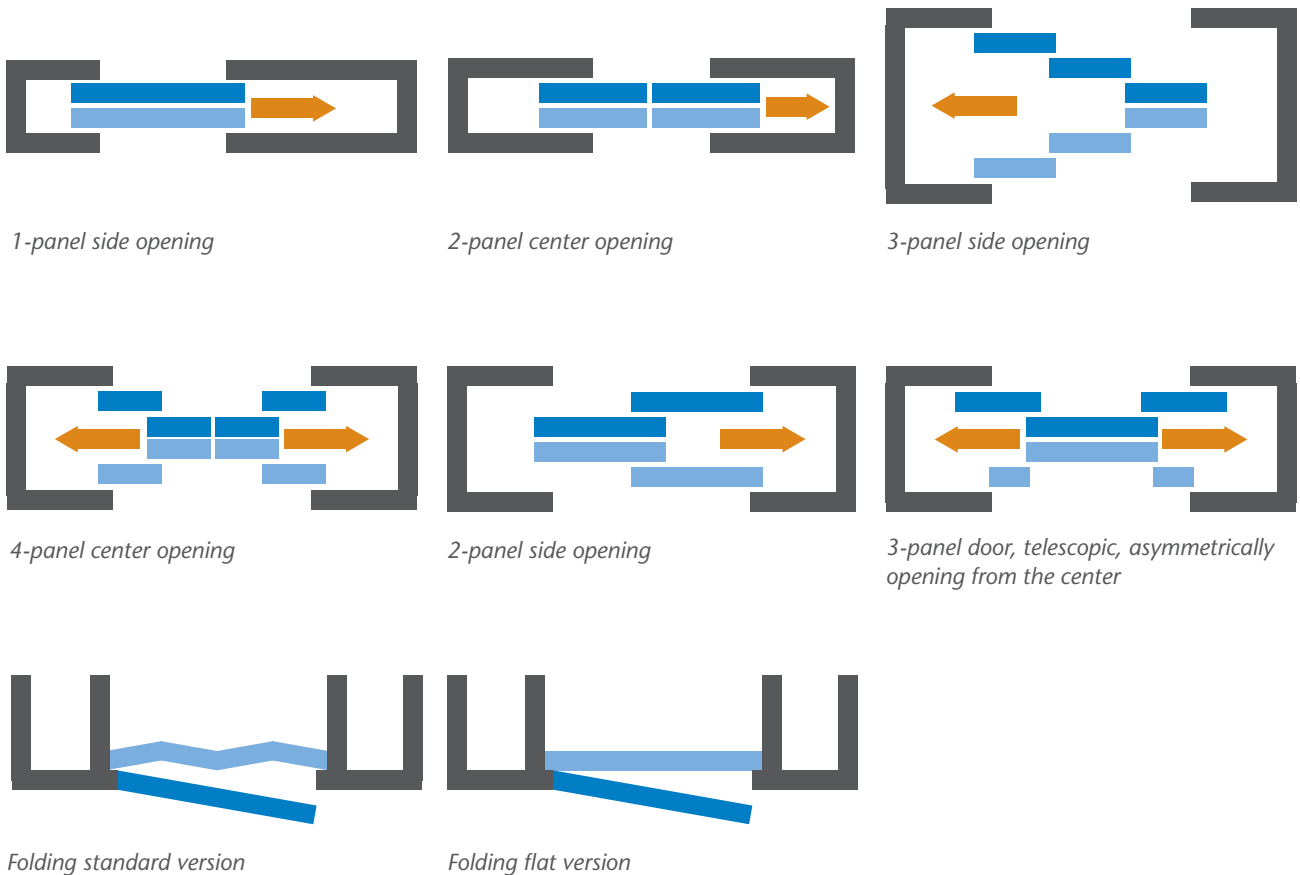 1-panel side opening
2-panel center opening
3-panel side opening
4-panel center opening
2-panel side opening
3-panel door, telescopic, asymmetrically
opening from the center
Folding standard version
Folding flat version